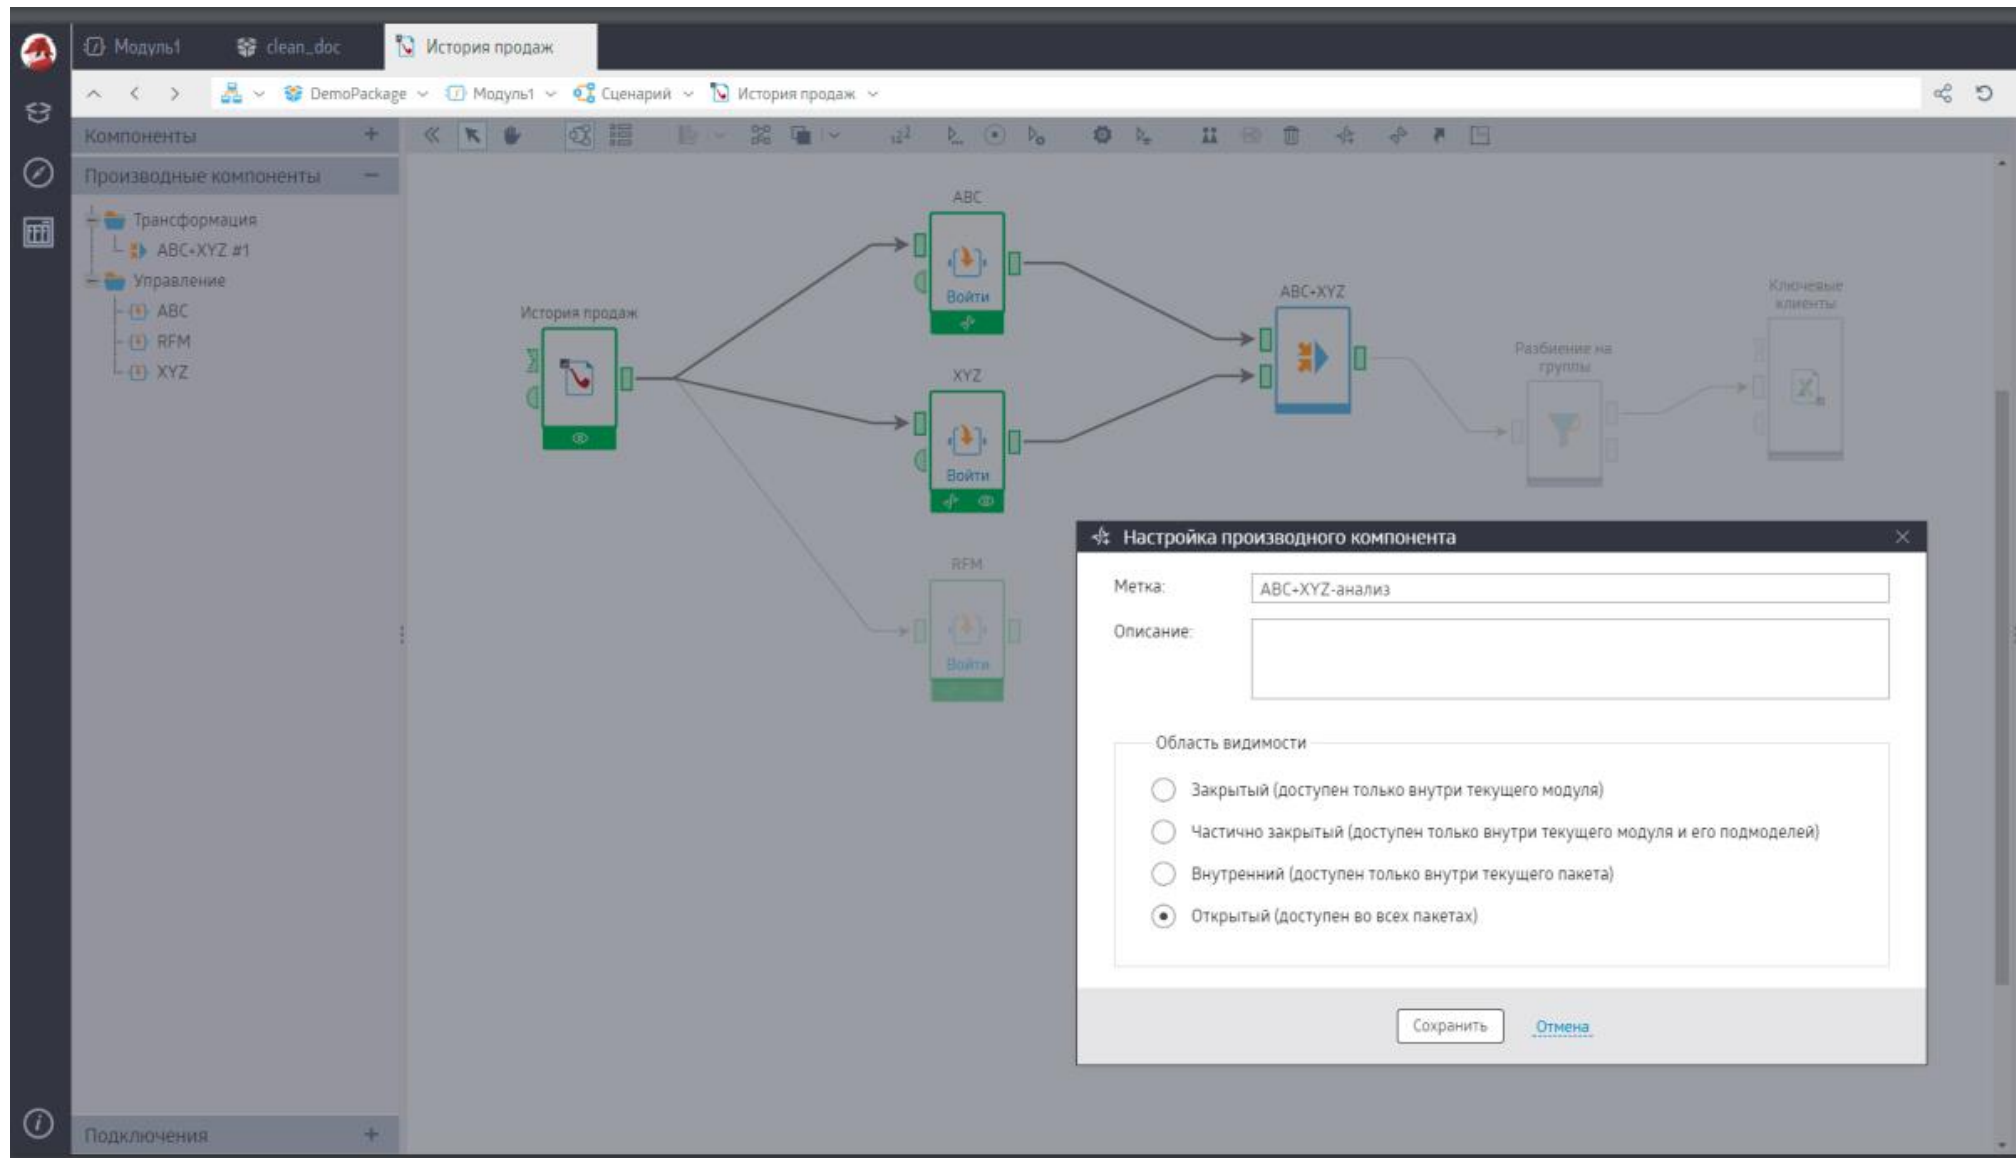 Модуль1
clean_doc
История продаж
DemoPackage
Модуль1
Сценарий
История продаж
Компоненты
Производные компоненты
Трансформация
ABC+XYZ #1
Управление
ABC
RFM
XYZ
Подключения
История продаж
ABC
Войти
XYZ
Войти
RFM
Войти
ABC+XYZ
Разбиение на
группы
Ключевые
клиенты
Настройка производного компонента
Метка:
ABC+XYZ-анализ
Описание:
Область видимости
Закрытый (доступен только внутри текущего модуля)
Частично закрытый (доступен только внутри текущего модуля и его подмоделей)
Внутренний (доступен только внутри текущего пакета)
Открытый (доступен во всех пакетах)
Сохранить
Отмена